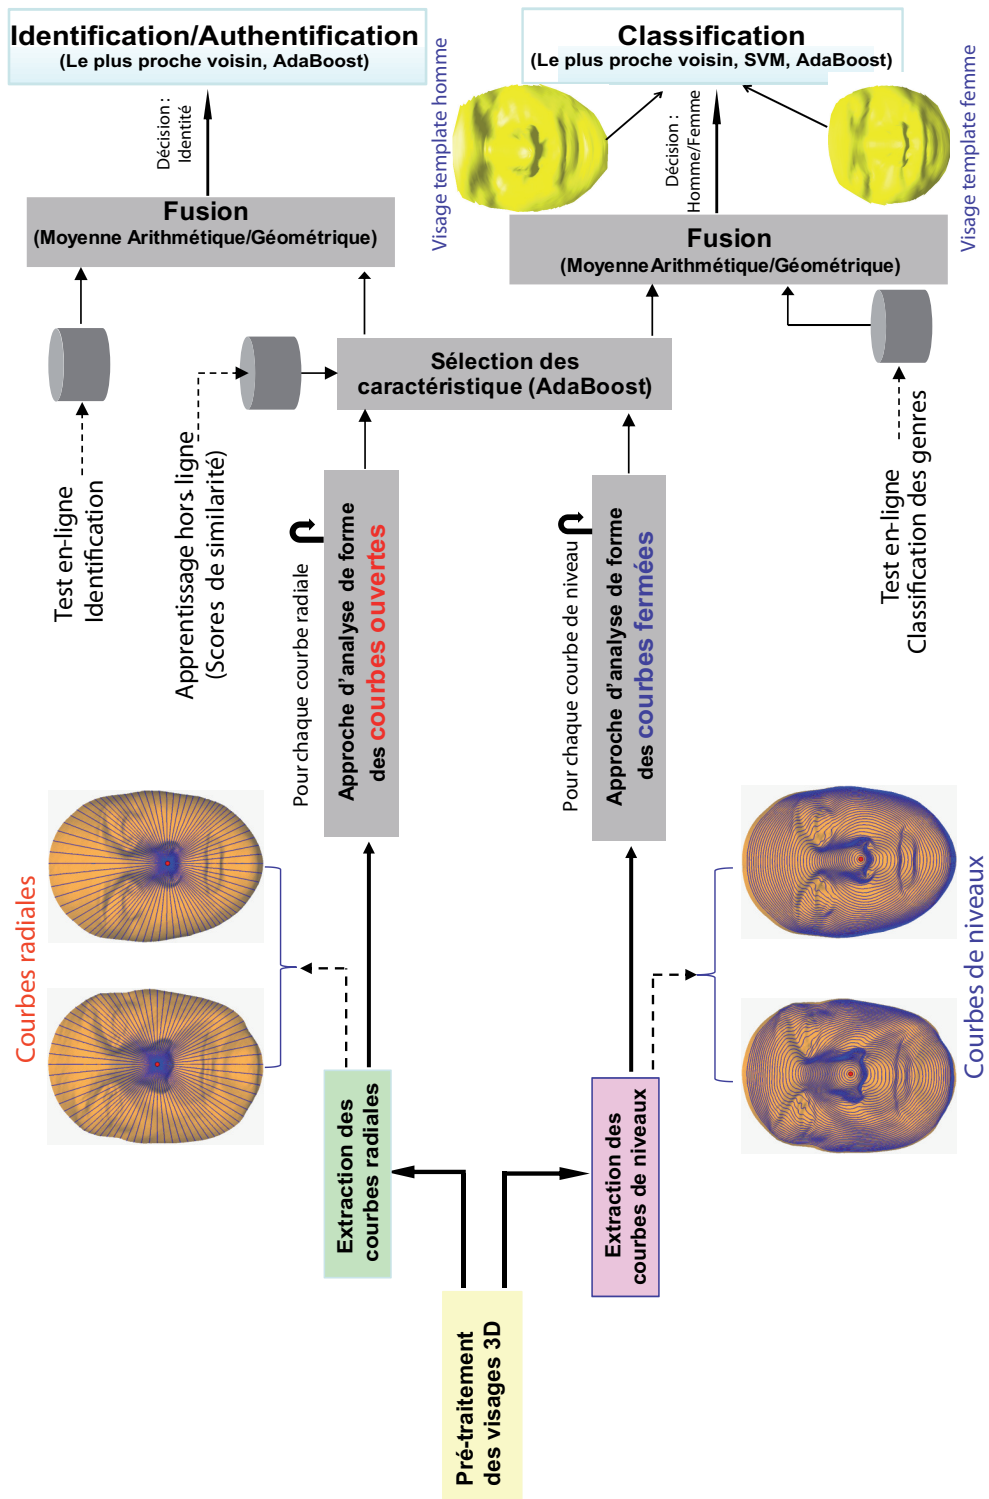 Identification/Authentification
(Le plus proche voisin, AdaBoost)
Classification
(Le plus proche voisin, SVM, AdaBoost)
Décision :
Identité
Visage template homme
Décision :
Homme/Femme
Visage template femme
Fusion
(Moyenne Arithmétique/Géométrique)
Fusion
(Moyenne Arithmétique/Géométrique)
Sélection des
caractéristique (AdaBoost)
Test en-ligne
Identification
Apprentissage hors-ligne
(Scores de similarité)
Test en-ligne
Classification des genres
Pour chaque courbe radiale
Approche d'analyse de forme
des courbes ouvertes
Pour chaque courbe de niveau
Approche d'analyse de forme
des courbes fermées
Courbes radiales
Courbes de niveaux
Extraction des
courbes radiales
Extraction des
courbes de niveaux
Pré-traitement
des visages 3D